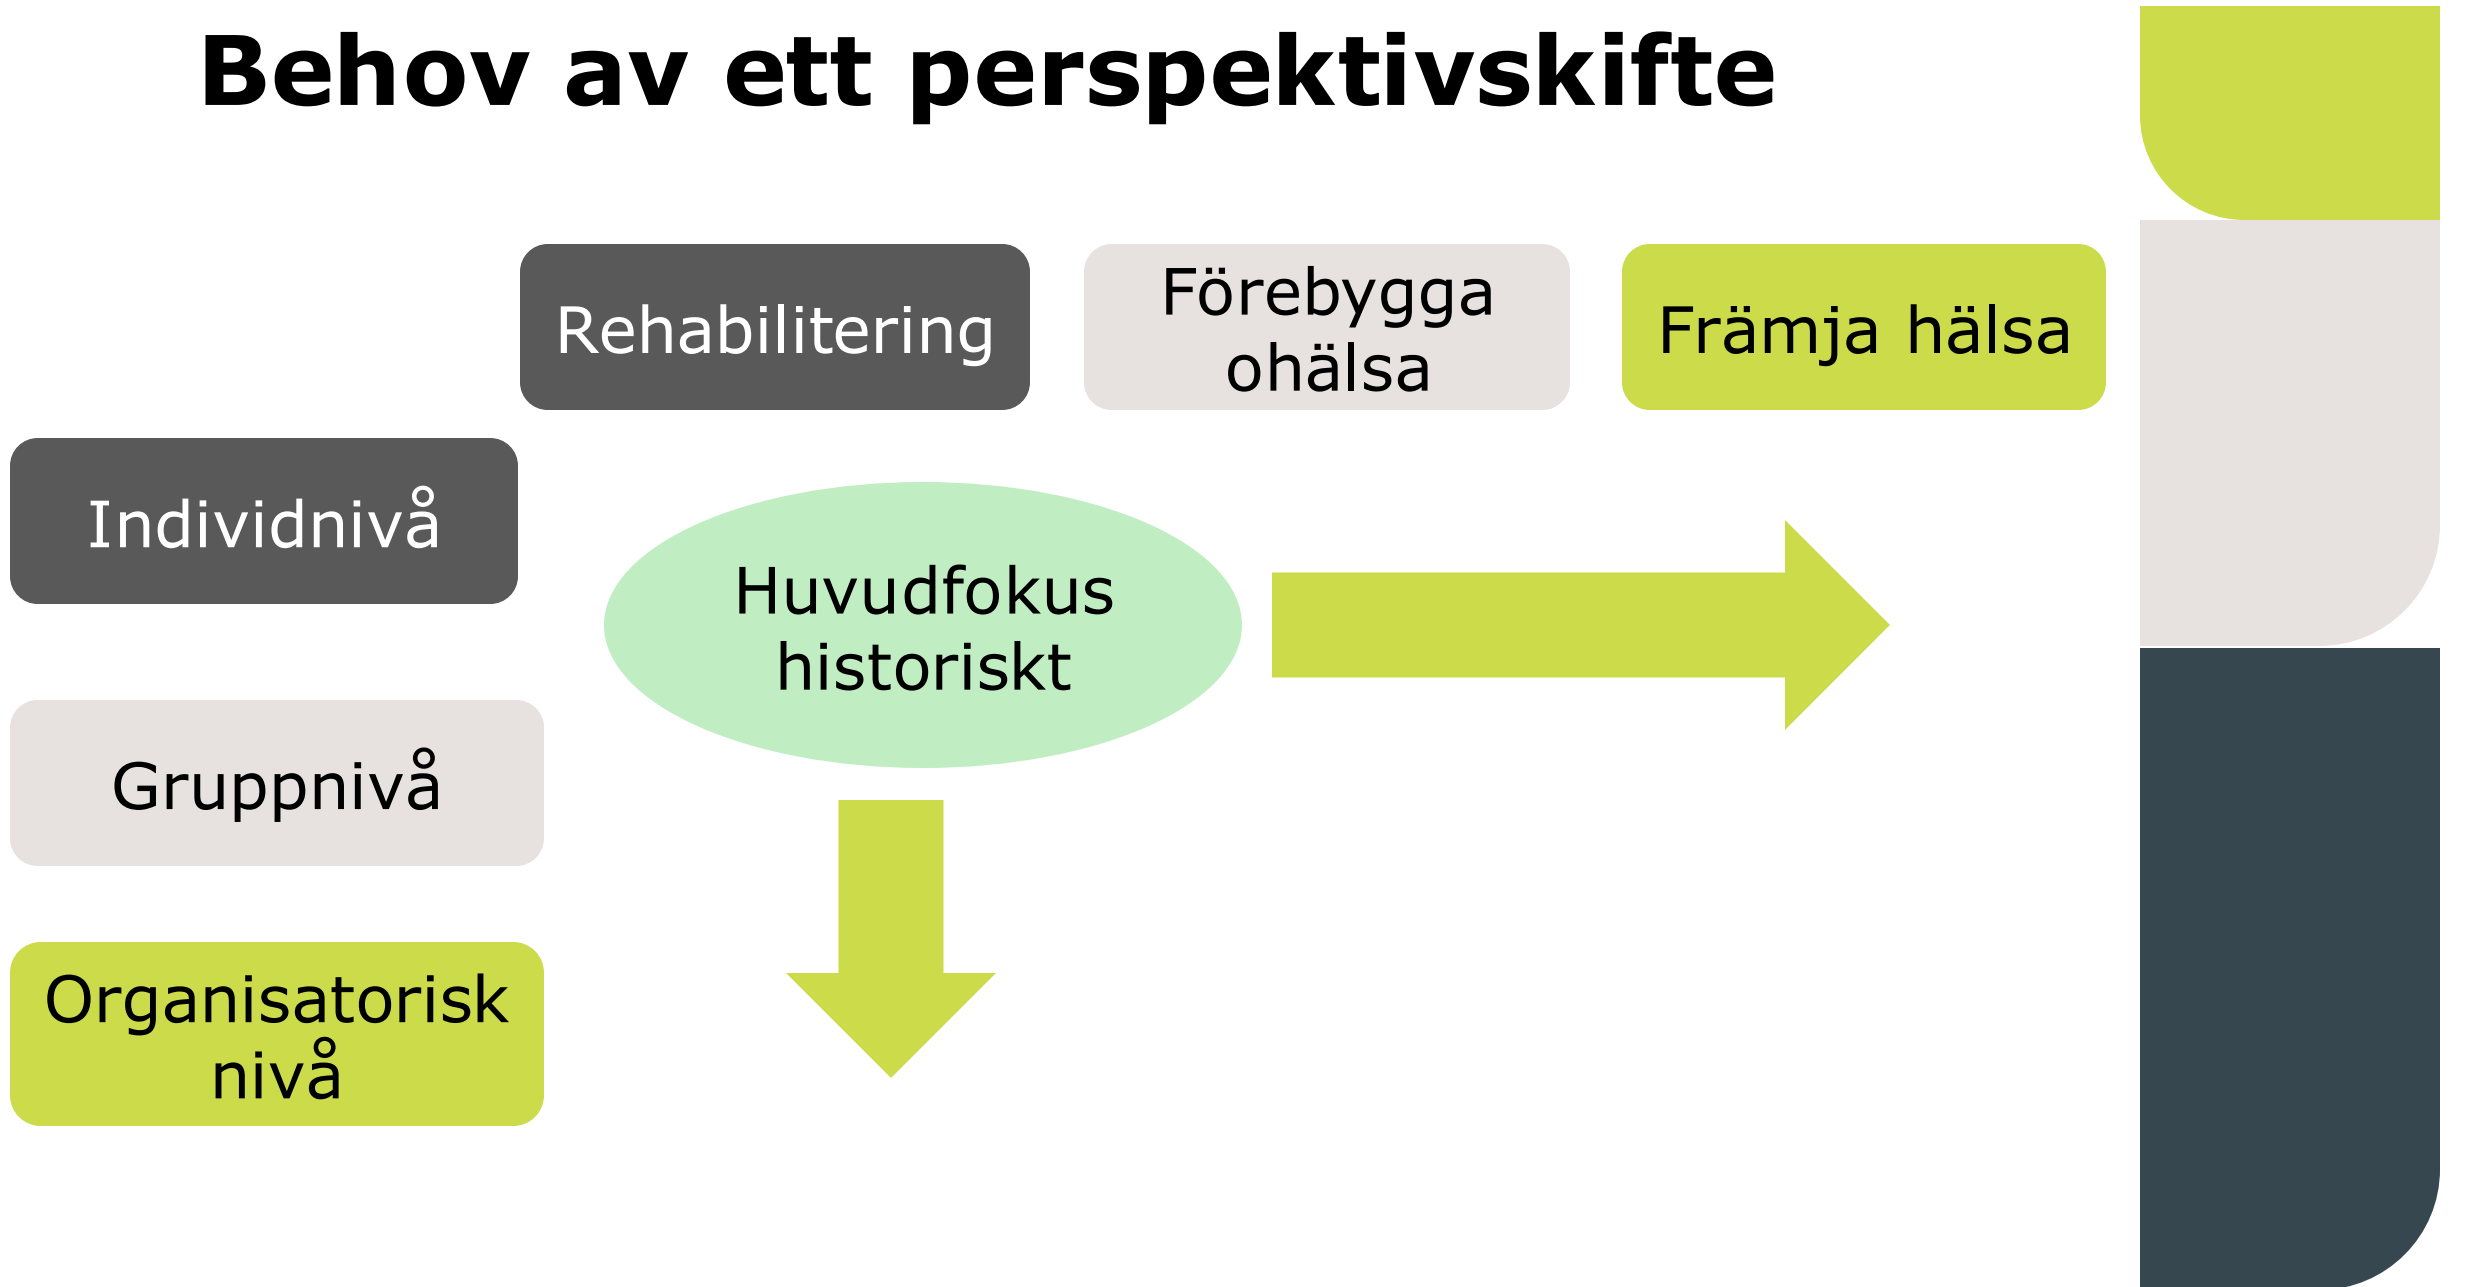 Behov av ett perspektivskifte
Rehabilitering
Förebygga
ohälsa
Främja hälsa
Individnivå
Huvudfokus
historiskt
Gruppnivå
Organisatorisk
nivå